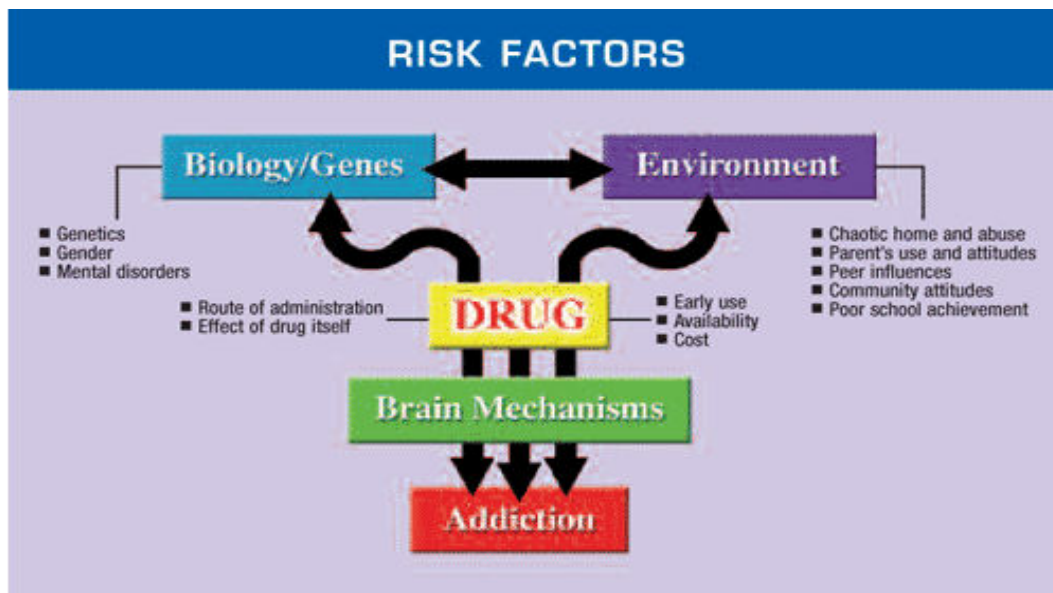 RISK FACTORS
Biology/Genes
Environment
■ Genetics
■ Gender
■ Mental disorders
■ Chaotic home and abuse
■ Parent's use and attitudes
■ Peer influences
■ Community attitudes
■ Poor school achievement
■ Route of administration
■ Effect of drug itself
DRUG
■ Early use
■ Availability
■ Cost
Brain Mechanisms
Addiction